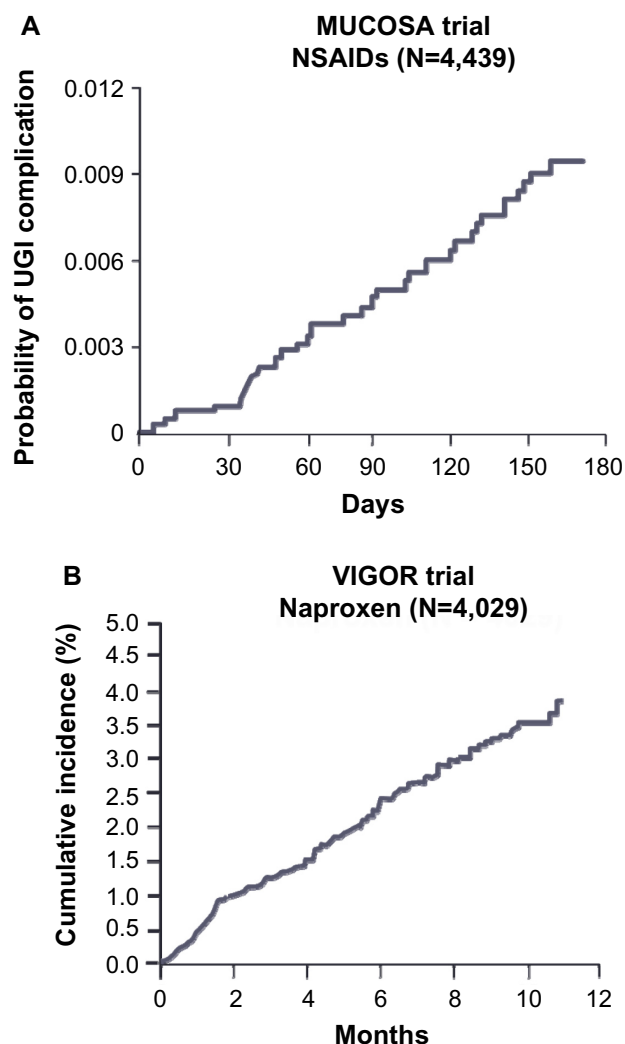 A
MUCOSA trial
NSAIDs (N=4,439)
Probability of UGI complication
0.012
0.009
0.006
0.003
0
0 30 60 90 120 150 180
Days
B
VIGOR trial
Naproxen (N=4,029)
Cumulative incidence (%)
5.0
4.5
4.0
3.5
3.0
2.5
2.0
1.5
1.0
0.5
0.0
0 2 4 6 8 10 12
Months